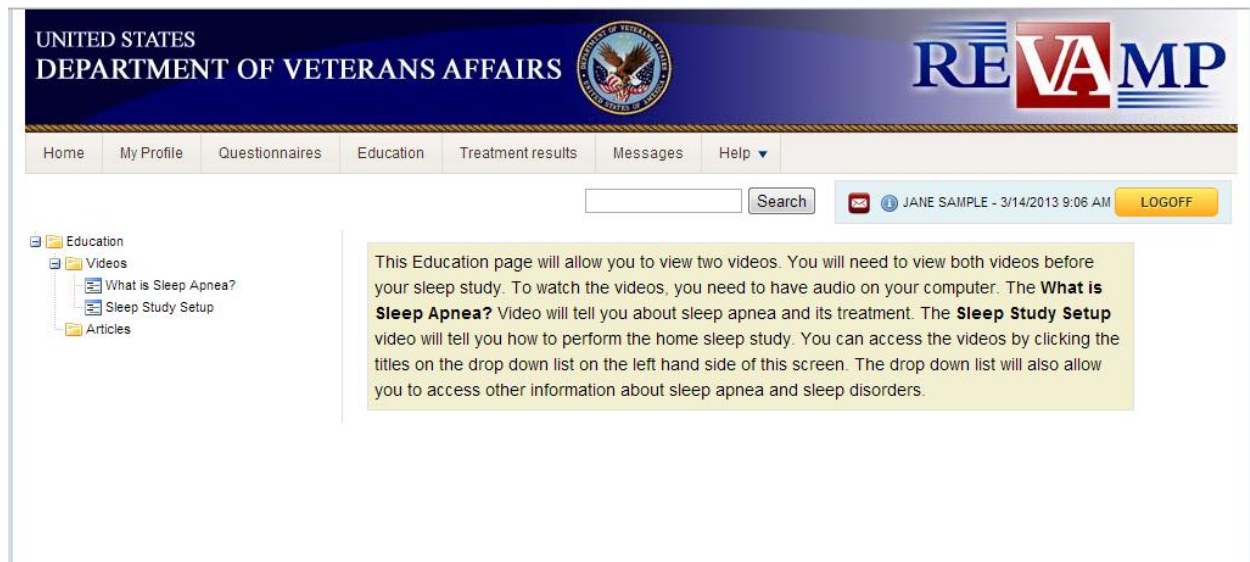 UNITED STATES
DEPARTMENT OF VETERANS AFFAIRS
REVAMP
Home My Profile Questionnaires Education Treatment results Messages Help
Search
JANE SAMPLE - 3/14/2013 9:06 AM LOGOFF
Education
Videos
What is Sleep Apnea?
Sleep Study Setup
Articles
This Education page will allow you to view two videos. You will need to view both videos before
your sleep study. To watch the videos, you need to have audio on your computer. The What is
Sleep Apnea? Video will tell you about sleep apnea and its treatment. The Sleep Study Setup
video will tell you how to perform the home sleep study. You can access the videos by clicking the
titles on the drop down list on the left hand side of this screen. The drop down list will also allow
you to access other information about sleep apnea and sleep disorders.